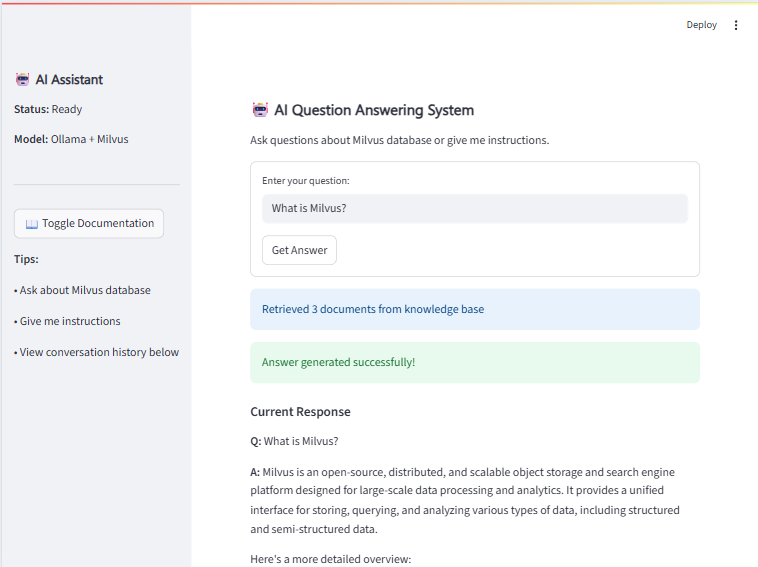 Deploy
AI Assistant
Status: Ready
Model: Ollama + Milvus
Toggle Documentation
Tips:
• Ask about Milvus database
• Give me instructions
• View conversation history below
AI Question Answering System
Ask questions about Milvus database or give me instructions.
Enter your question:
What is Milvus?
Get Answer
Retrieved 3 documents from knowledge base
Answer generated successfully!
Current Response
Q: What is Milvus?
A: Milvus is an open-source, distributed, and scalable object storage and search engine
platform designed for large-scale data processing and analytics. It provides a unified
interface for storing, querying, and analyzing various types of data, including structured
and semi-structured data.
Here's a more detailed overview: